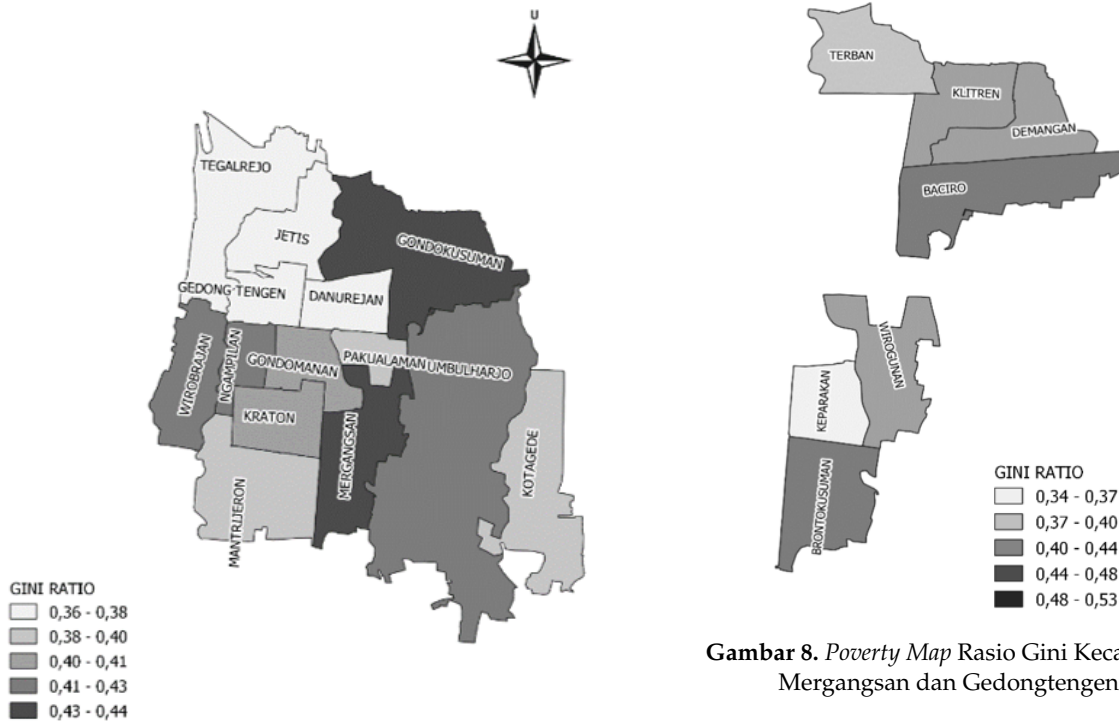 U
TEGALREJO
JETIS
GONDOKUSUMAN
GEDONG TENGEN
DANUREJAN
WIROBRAJAN
NGAMPILAN
GONDOMANAN
PAKUALAMAN
UMBULHARJO
KRATON
MERGANGSAN
MANTRIJERON
KOTAGEDE
GINI RATIO
0,36 - 0,38
0,38 - 0,40
0,40 - 0,41
0,41 - 0,43
0,43 - 0,44
TERBAN
KLITREN
DEMANGAN
BACIRO
WIROGUNAN
KEPARAKAN
BRONTOKUSUMAN
GINI RATIO
0,34 - 0,37
0,37 - 0,40
0,40 - 0,44
0,44 - 0,48
0,48 - 0,53
Gambar 8. Poverty Map Rasio Gini Keca
Mergangsan dan Gedongtengen